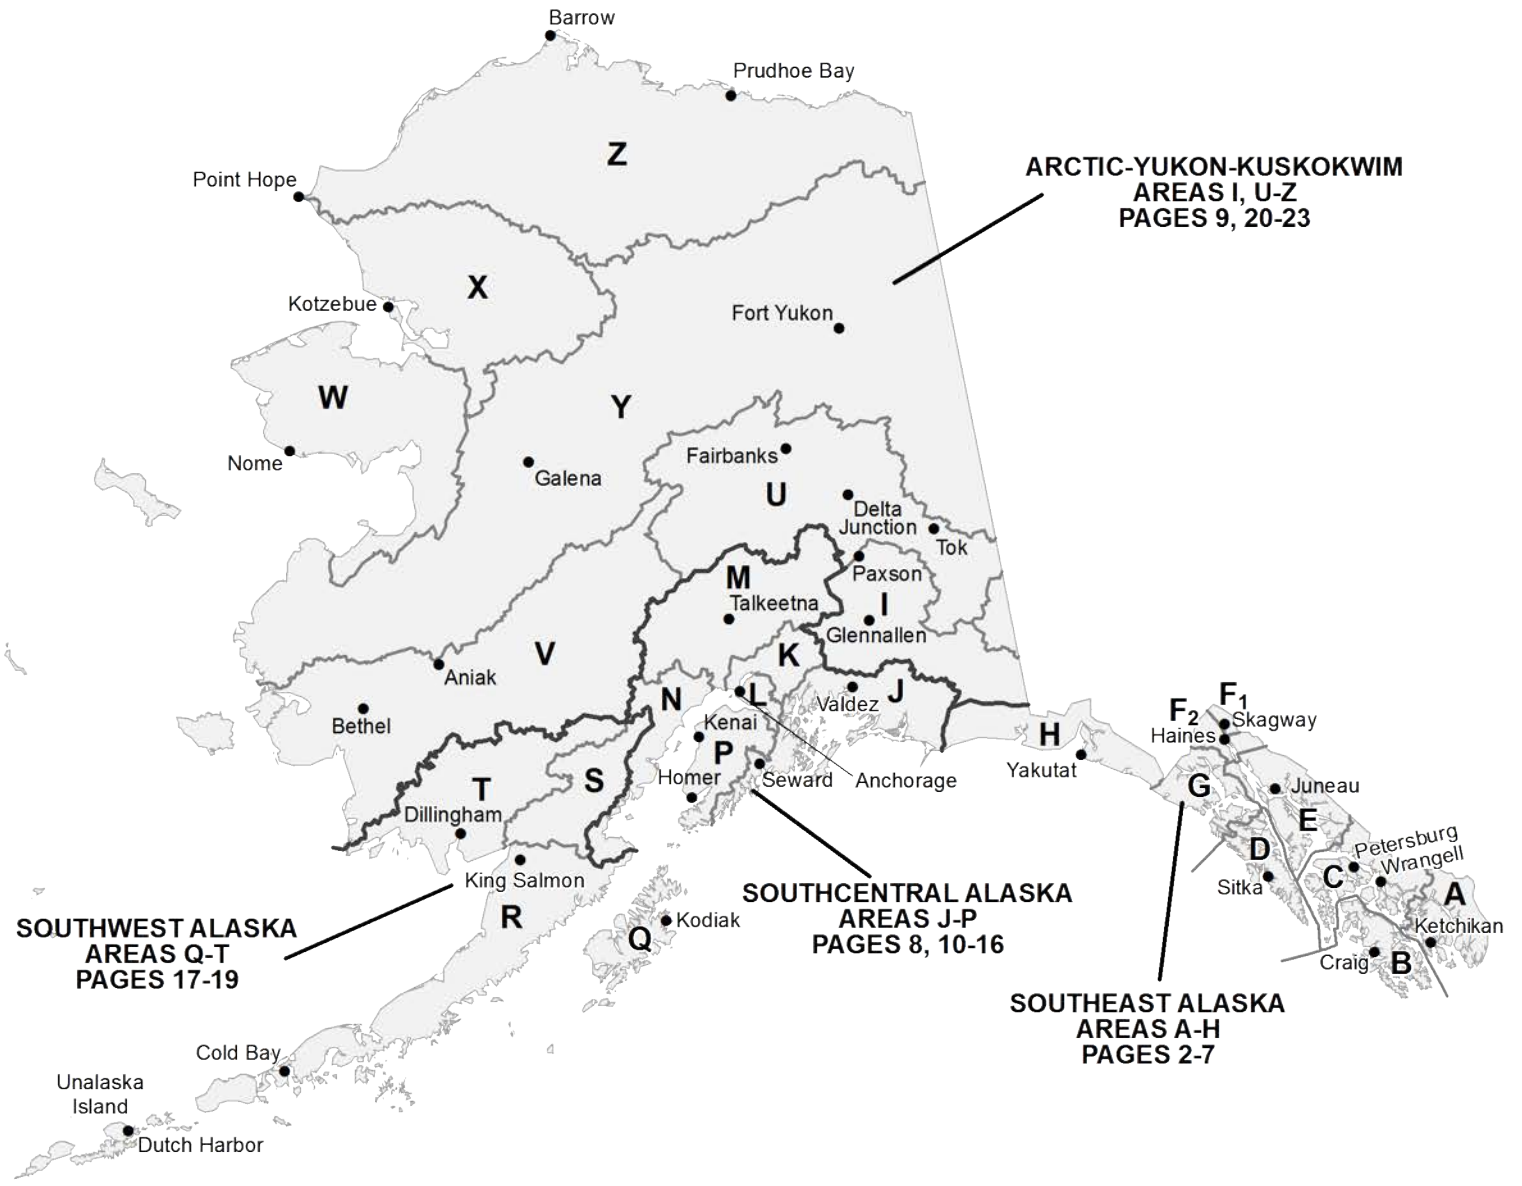 Barrow
Prudhoe Bay
Z
ARCTIC-YUKON-KUSKOKWIM
AREAS I, U-Z
PAGES 9, 20-23
Point Hope
X
Kotzebue
Fort Yukon
W
Y
Nome
Galena
Fairbanks
U
Delta
Junction
Tok
M
Paxson
Talkeetna
I
Glennallen
V
K
Aniak
N
L
J
Valdez
Bethel
Kenai
P
H
Yakutat
F2
F1
Skagway
Haines
T
S
Homer
Seward
Anchorage
G
Juneau
Dillingham
E
D
Petersburg
Wrangell
King Salmon
C
Sitka
A
SOUTHCENTRAL ALASKA
AREAS J-P
PAGES 8, 10-16
SOUTHWEST ALASKA
AREAS Q-T
PAGES 17-19
R
Q
Kodiak
Ketchikan
Craig
B
SOUTHEAST ALASKA
AREAS A-H
PAGES 2-7
Cold Bay
Unalaska
Island
Dutch Harbor